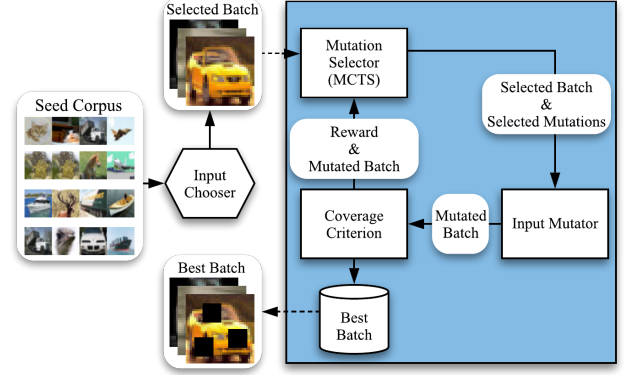 Selected Batch
Mutation
Selector
(MCTS)
Seed Corpus
Selected Batch
&
Selected Mutations
Reward
&
Mutated Batch
Input
Chooser
Coverage
Criterion
Mutated
Batch
Input Mutator
Best Batch
Best
Batch